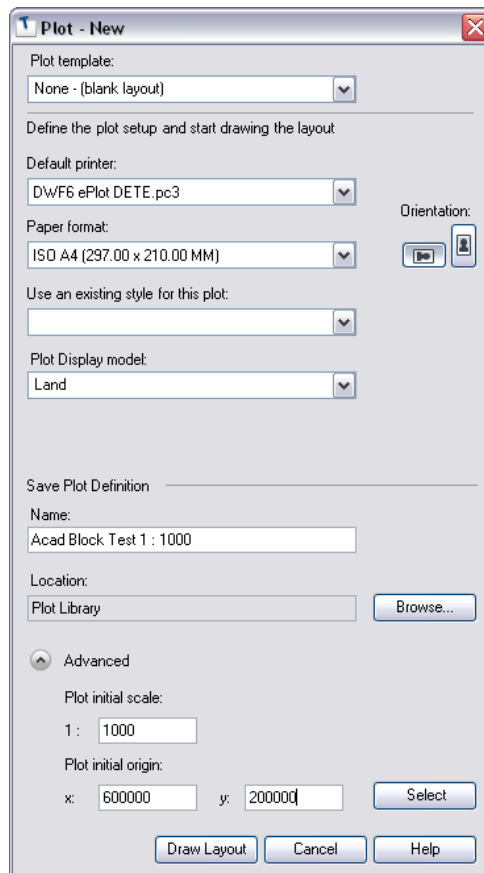 Plot - New
Plot template:
None - (blank layout)
Define the plot setup and start drawing the layout
Default printer:
DWF6 ePlot DETE.pc3
Orientation:
Paper format:
ISO A4 (297.00 x 210.00 MM)
Use an existing style for this plot:
Plot Display model:
Land
Save Plot Definition
Name:
Acad Block Test 1 : 1000
Location:
Plot Library Browse...
Advanced
Plot initial scale:
1 : 1000
Plot initial origin:
x: 600000 y: 200000 Select
Draw Layout Cancel Help